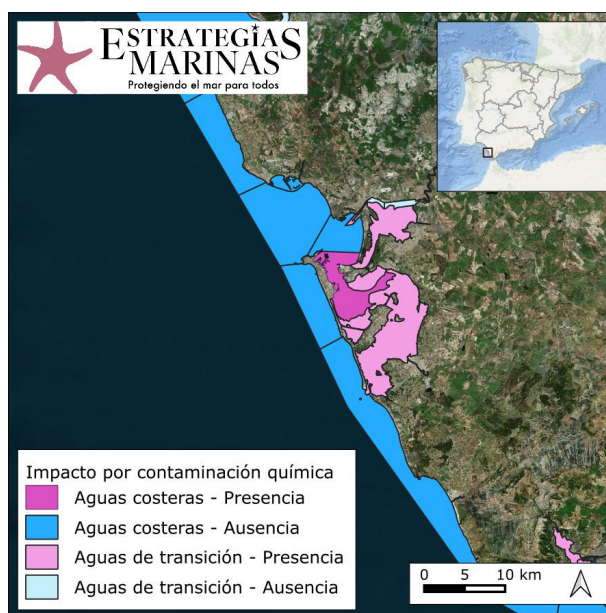 ESTRATEGIAS
MARINAS
Protegiendo el mar para todos
Impacto por contaminación química
Aguas costeras - Presencia
Aguas costeras - Ausencia
Aguas de transición - Presencia
Aguas de transición - Ausencia
0 5 10 km